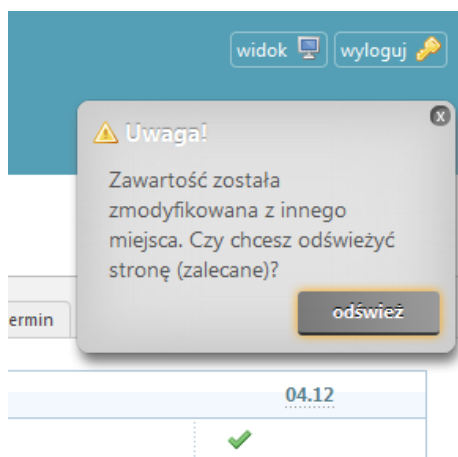 widok wyloguj
Uwaga!
Zawartość została
zmodyfikowana z innego
miejsca. Czy chcesz odświeżyć
stronę (zalecane)?
odśwież
ermin
04.12